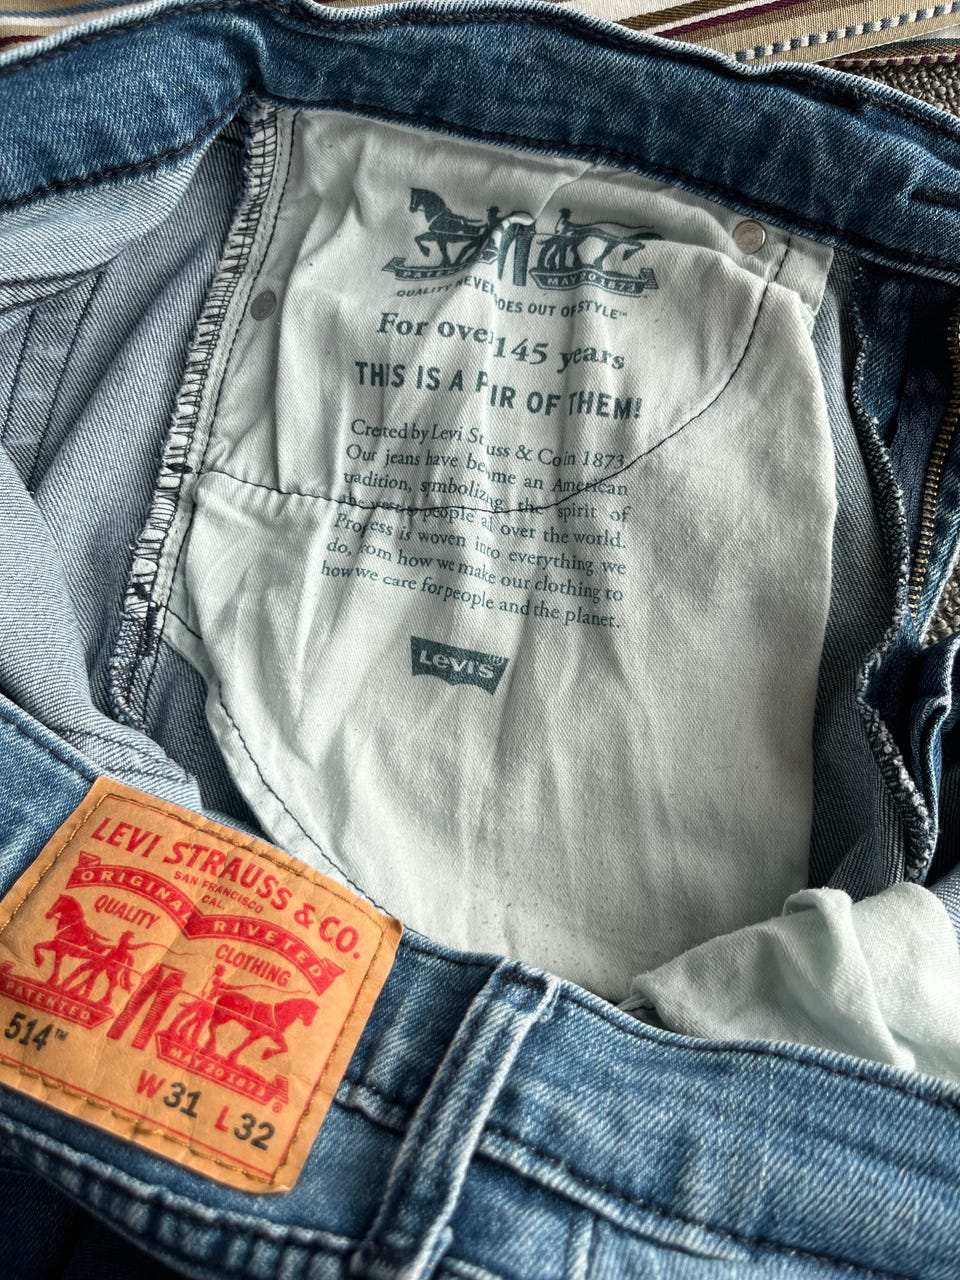 PATENTED MAY 20 1873
QUALITY NEVER GOES OUT OF STYLE™
For over 145 years
THIS IS A PAIR OF THEM!
Created by Levi Strauss & Co in 1873.
Our jeans have become an American
tradition, symbolizing the spirit of
the west to people all over the world.
Progress is woven into everything we
do, from how we make our clothing to
how we care for people and the planet.
Levi's®
LEVI STRAUSS & CO.
SAN FRANCISCO
CAL.
ORIGINAL RIVETED
QUALITY CLOTHING
PATENTED MAY 20 1873 ®
514™
W 31 L 32